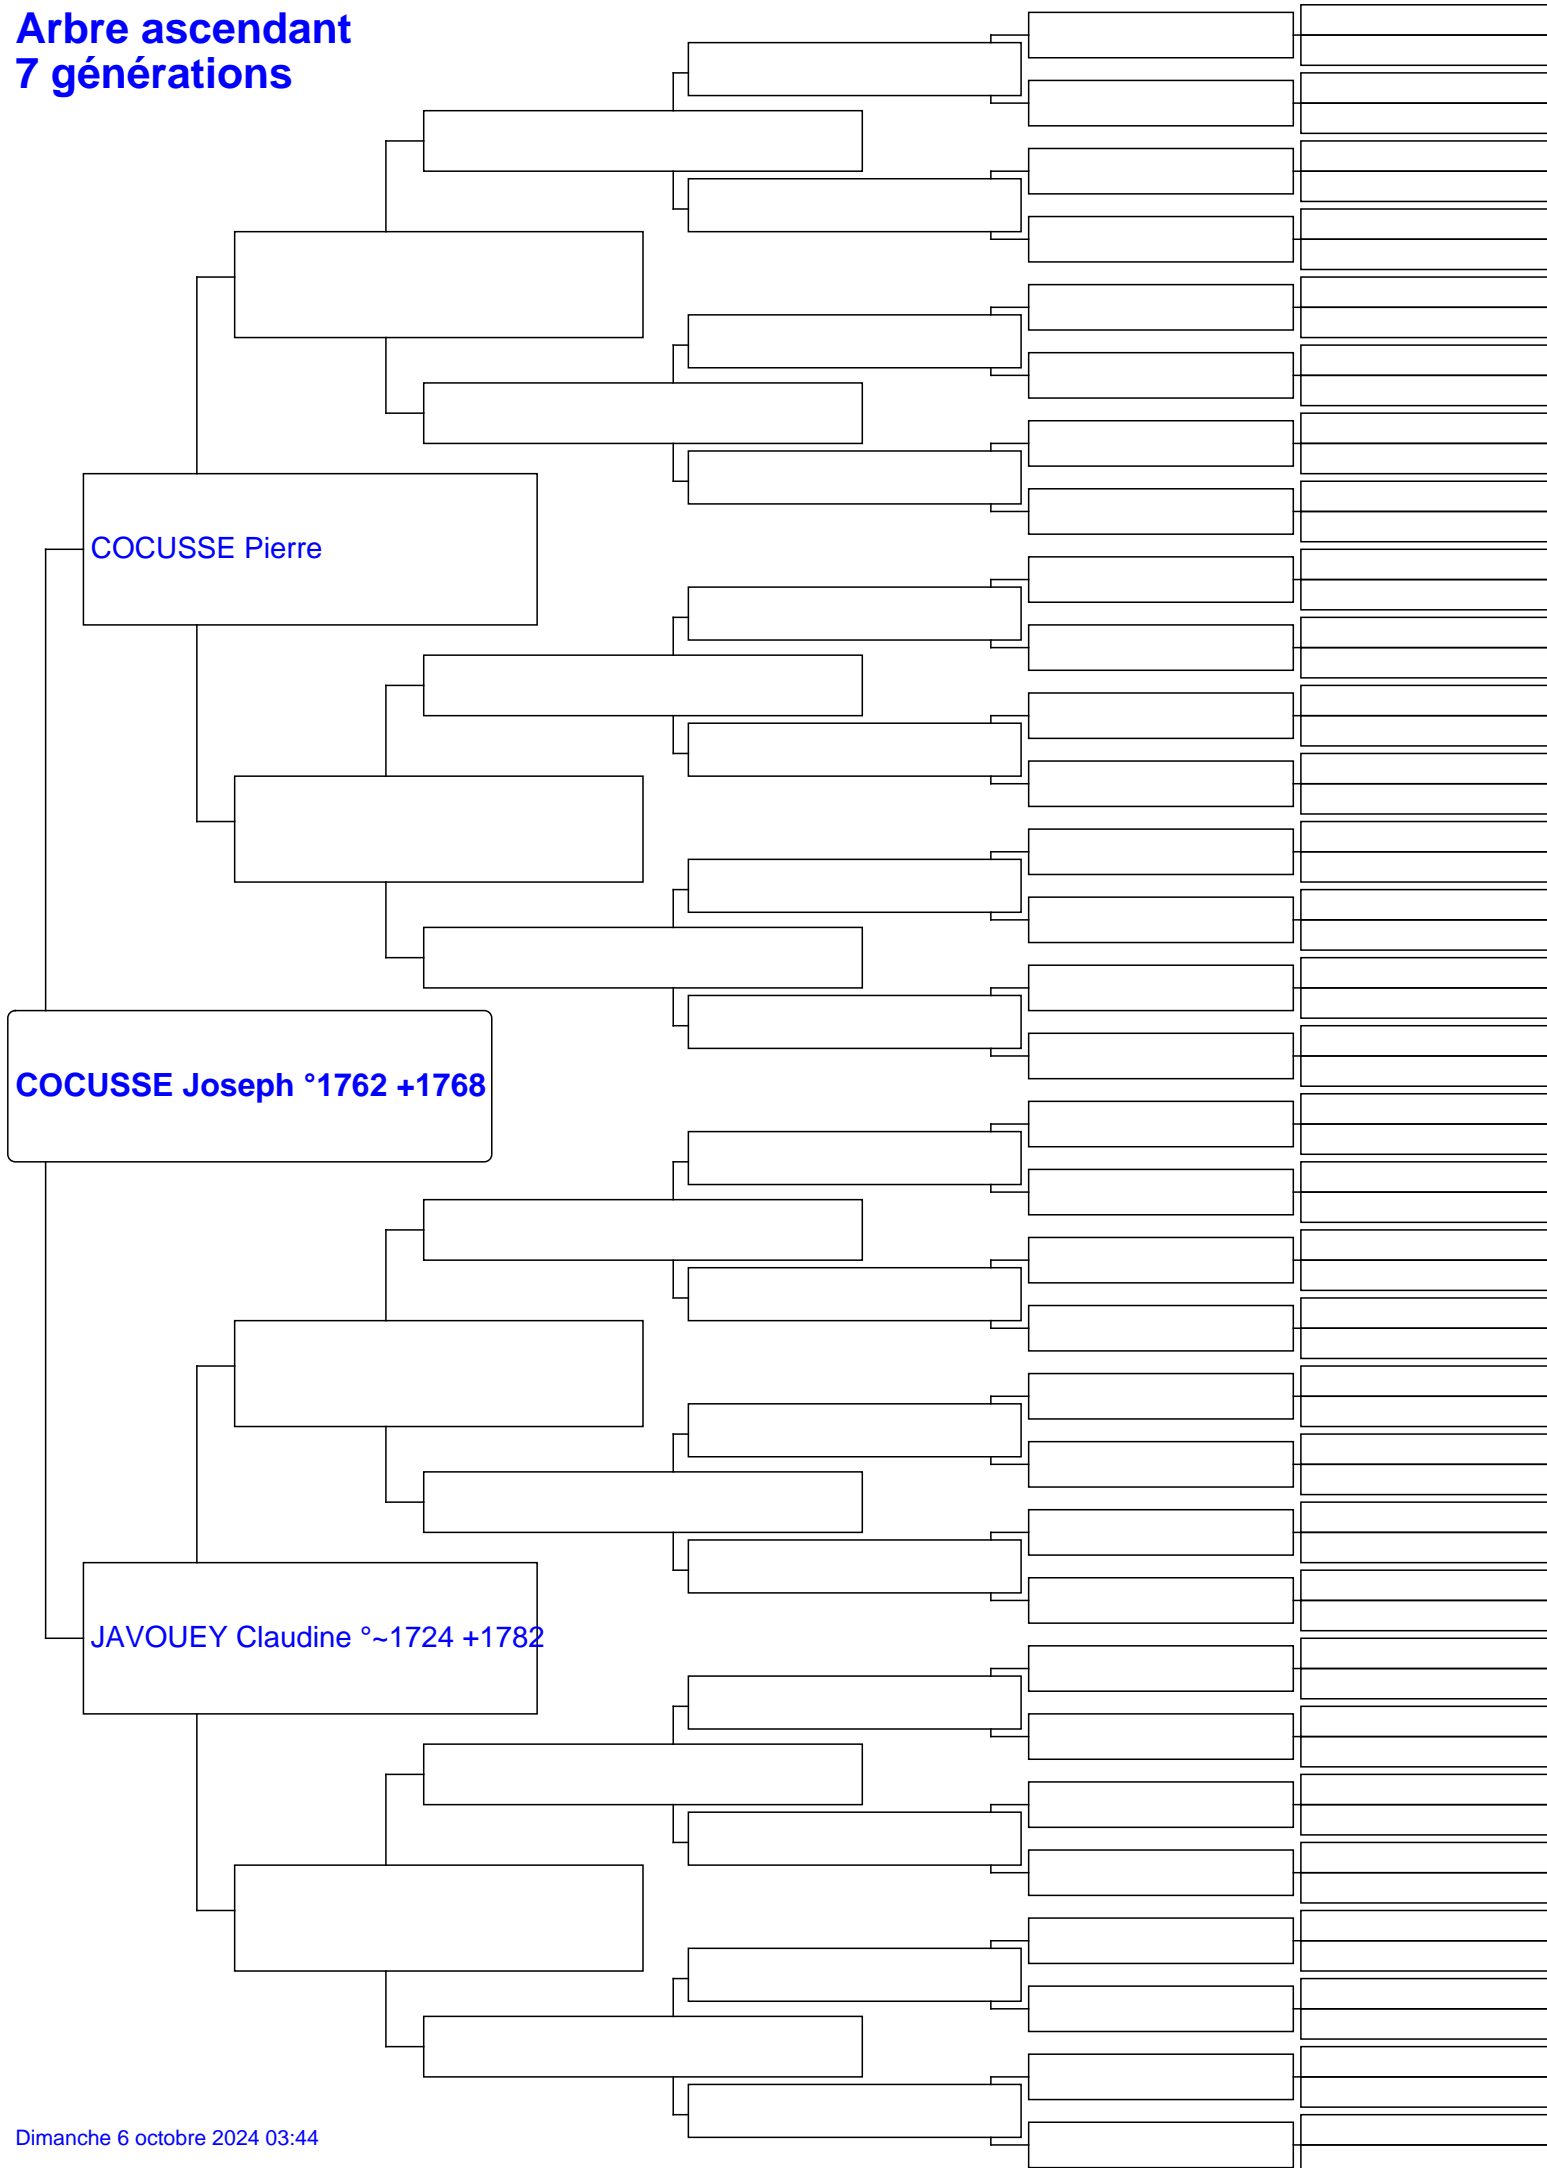 Arbre ascendant
7 générations
COCUSSE Pierre
COCUSSE Joseph °1762 +1768
JAVOUEY Claudine °~1724 +1782
Dimanche 6 octobre 2024 03:44